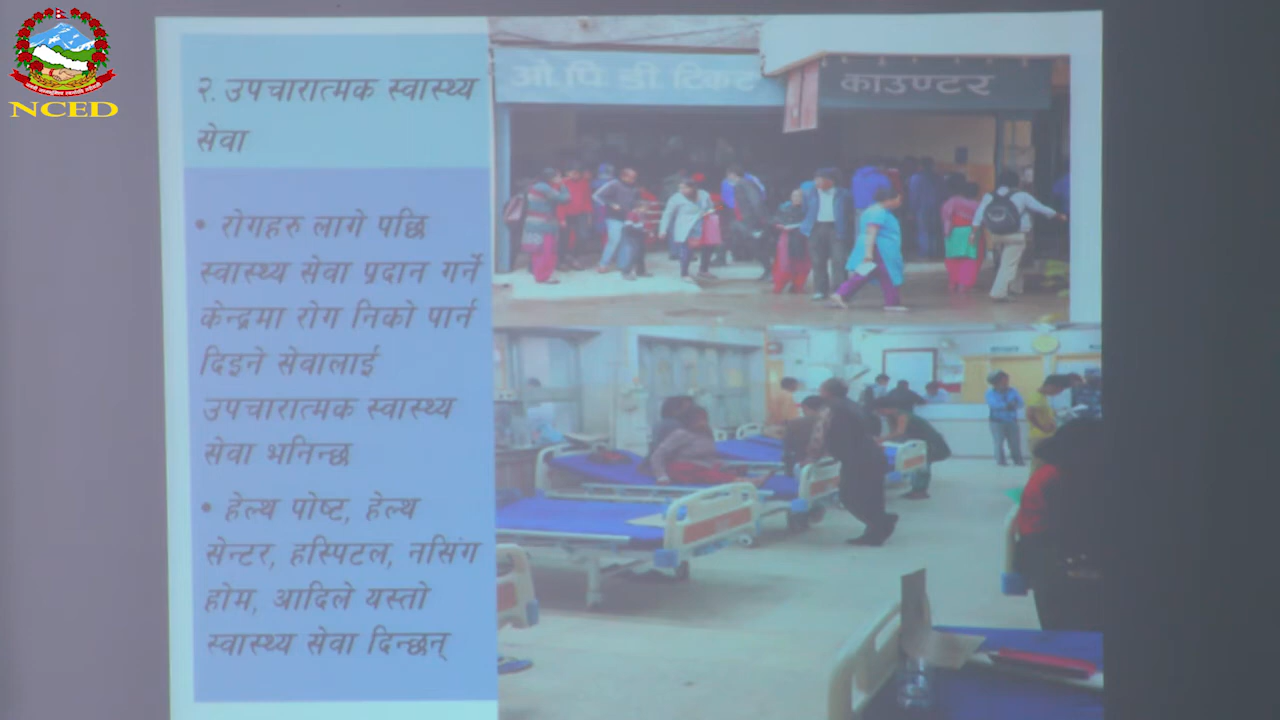 NCED
२. उपचारात्मक स्वास्थ्य
सेवा
• रोगहरु लागे पछि
स्वास्थ्य सेवा प्रदान गर्ने
केन्द्रमा रोग निको पार्न
दिइने सेवालाई
उपचारात्मक स्वास्थ्य
सेवा भनिन्छ
• हेल्थ पोष्ट, हेल्थ
सेन्टर, हस्पिटल, नर्सिंग
होम, आदिले यस्तो
स्वास्थ्य सेवा दिन्छन्
ओ.पि.डी.टिकट
काउण्टर